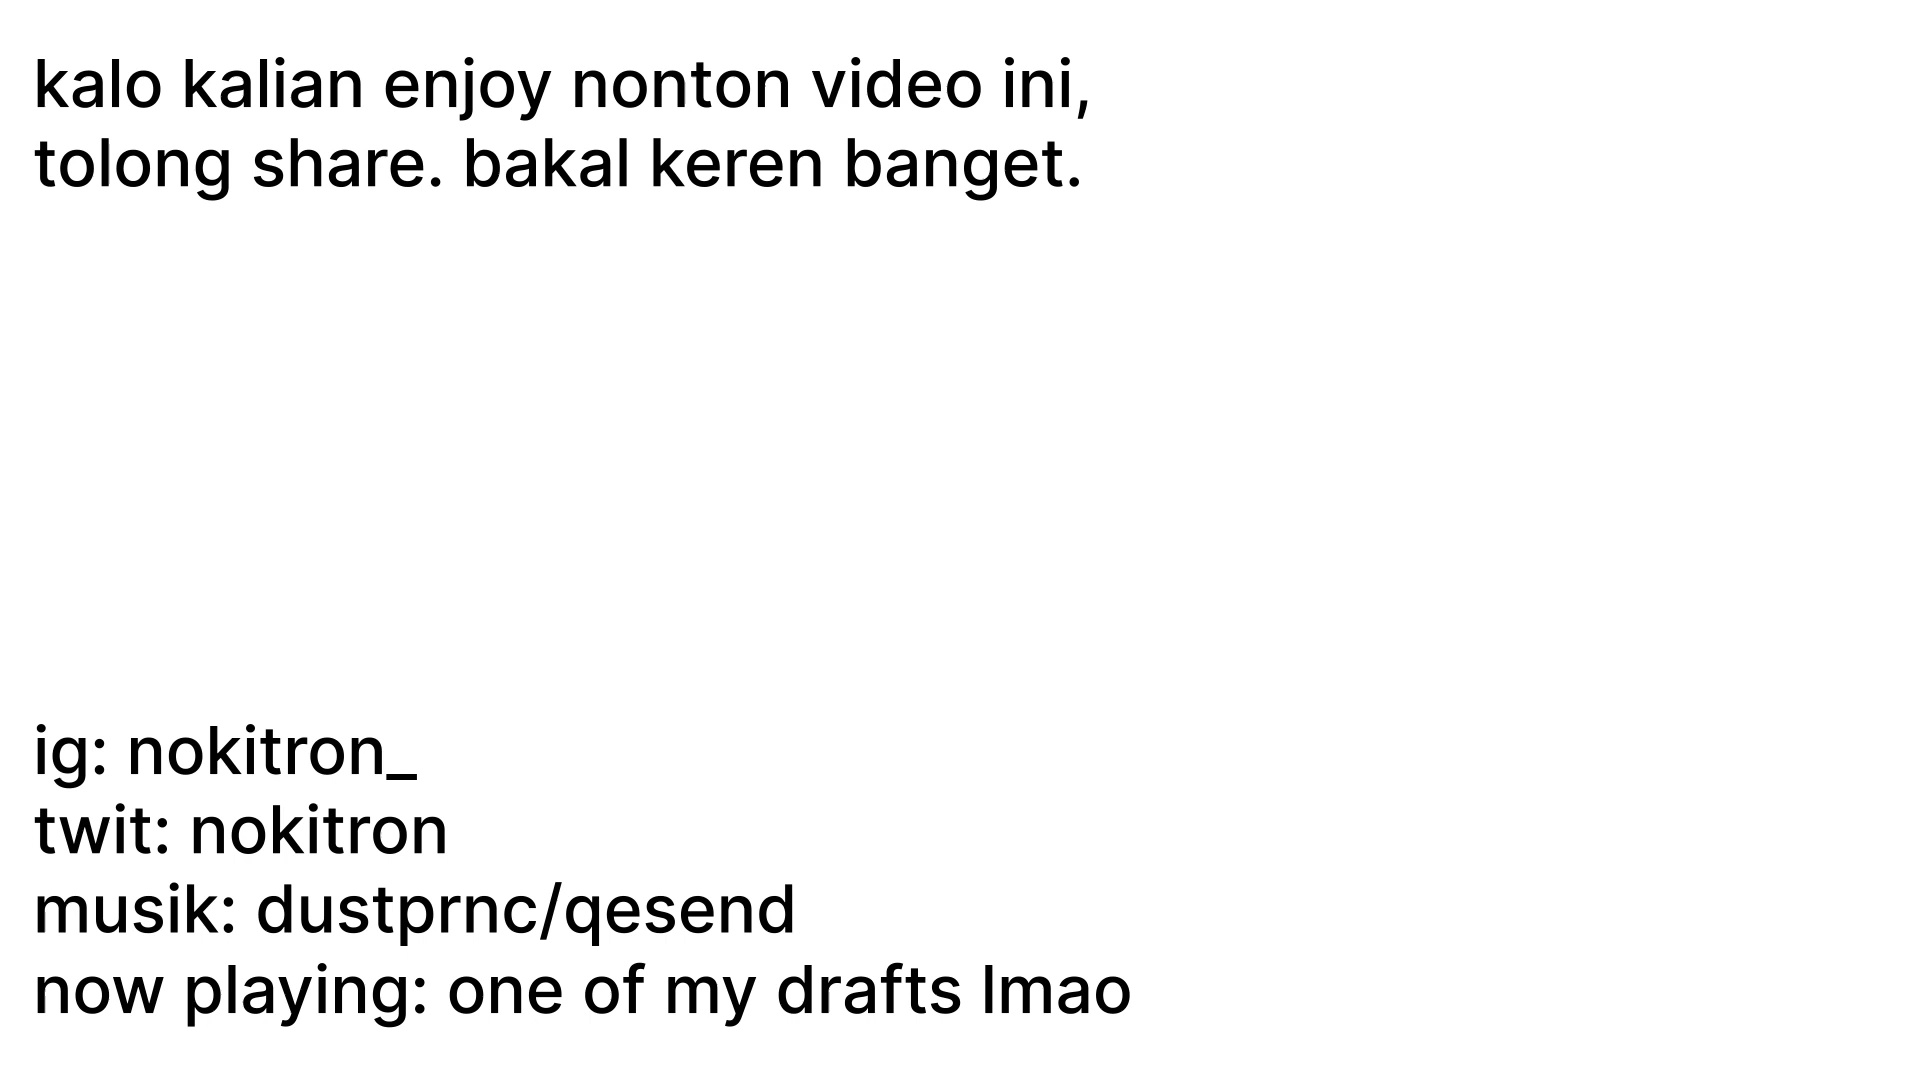 kalo kalian enjoy nonton video ini,
tolong share. bakal keren banget.
ig: nokitron_
twit: nokitron
musik: dustprnc/qesend
now playing: one of my drafts lmao